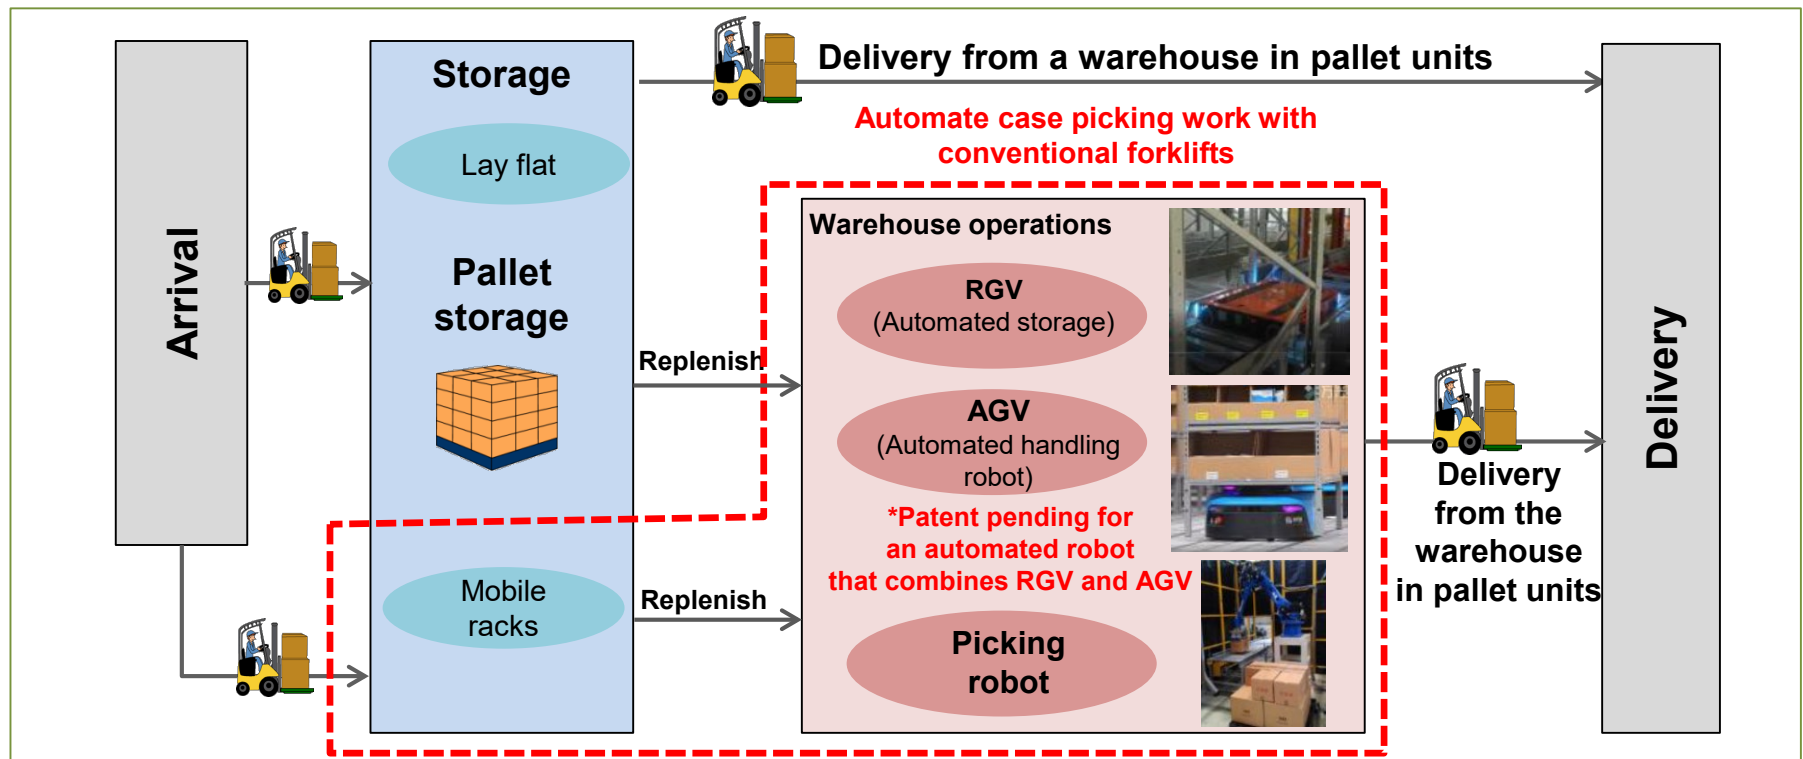 Arrival
Storage
Lay flat
Pallet
storage
Mobile
racks
Replenish
Replenish
Delivery from a warehouse in pallet units
Automate case picking work with
conventional forklifts
Warehouse operations
RGV
(Automated storage)
AGV
(Automated handling
robot)
*Patent pending for
an automated robot
that combines RGV and AGV
Picking
robot
Delivery
from the
warehouse
in pallet units
Delivery